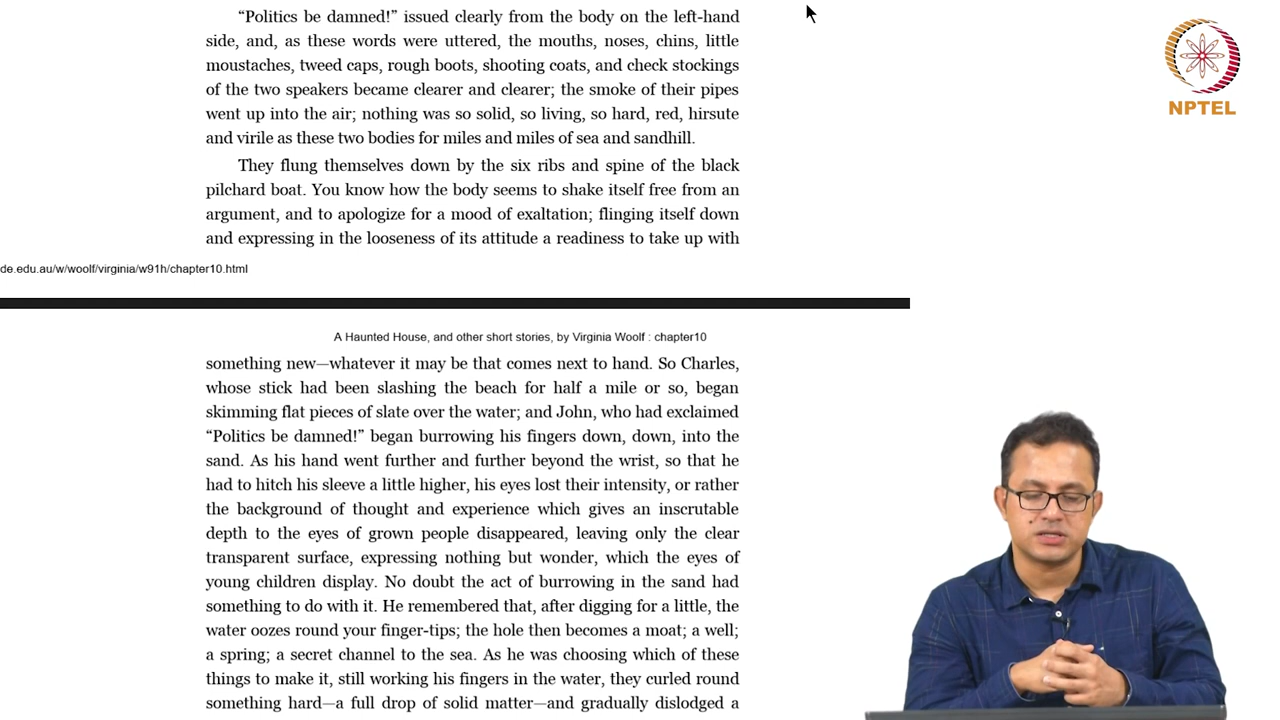 “Politics be damned!” issued clearly from the body on the left-hand
side, and, as these words were uttered, the mouths, noses, chins, little
moustaches, tweed caps, rough boots, shooting coats, and check stockings
of the two speakers became clearer and clearer; the smoke of their pipes
went up into the air; nothing was so solid, so living, so hard, red, hirsute
and virile as these two bodies for miles and miles of sea and sandhill.
They flung themselves down by the six ribs and spine of the black
pilchard boat. You know how the body seems to shake itself free from an
argument, and to apologize for a mood of exaltation; flinging itself down
and expressing in the looseness of its attitude a readiness to take up with
de.edu.au/w/woolf/virginia/w91h/chapter10.html
A Haunted House, and other short stories, by Virginia Woolf : chapter10
something new—whatever it may be that comes next to hand. So Charles,
whose stick had been slashing the beach for half a mile or so, began
skimming flat pieces of slate over the water; and John, who had exclaimed
“Politics be damned!” began burrowing his fingers down, down, into the
sand. As his hand went further and further beyond the wrist, so that he
had to hitch his sleeve a little higher, his eyes lost their intensity, or rather
the background of thought and experience which gives an inscrutable
depth to the eyes of grown people disappeared, leaving only the clear
transparent surface, expressing nothing but wonder, which the eyes of
young children display. No doubt the act of burrowing in the sand had
something to do with it. He remembered that, after digging for a little, the
water oozes round your finger-tips; the hole then becomes a moat; a well;
a spring; a secret channel to the sea. As he was choosing which of these
things to make it, still working his fingers in the water, they curled round
something hard—a full drop of solid matter—and gradually dislodged a
NPTEL